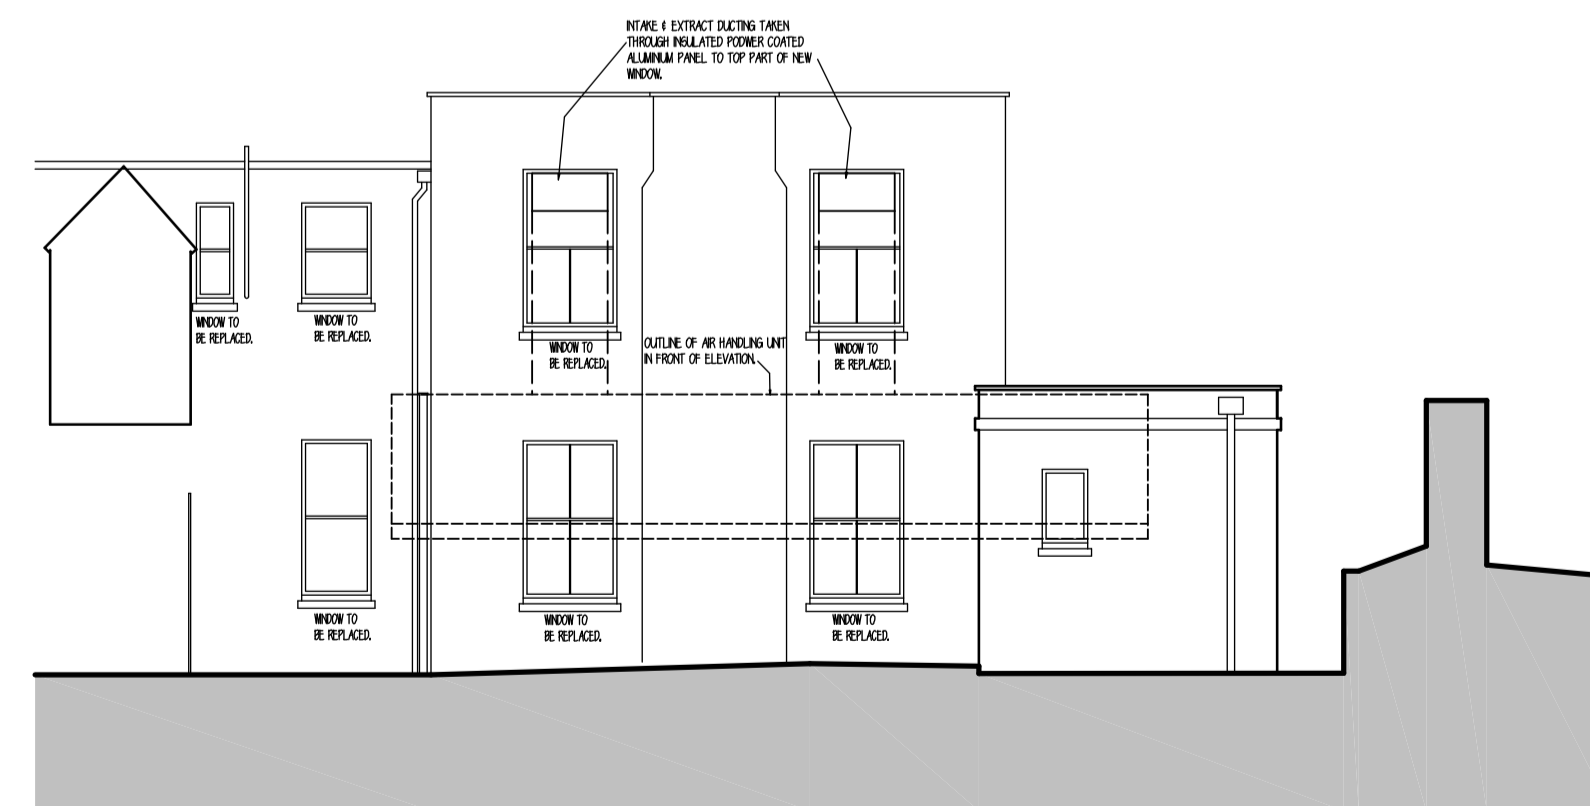 INTAKE & EXTRACT DUCTING TAKEN
THROUGH INSULATED PODWER COATED
ALUMINIUM PANEL TO TOP PART OF NEW
WINDOW.
WINDOW TO
BE REPLACED.
WINDOW TO
BE REPLACED.
WINDOW TO
BE REPLACED.
OUTLINE OF AIR HANDLING UNIT
IN FRONT OF ELEVATION.
WINDOW TO
BE REPLACED.
WINDOW TO
BE REPLACED.
WINDOW TO
BE REPLACED.
WINDOW TO
BE REPLACED.